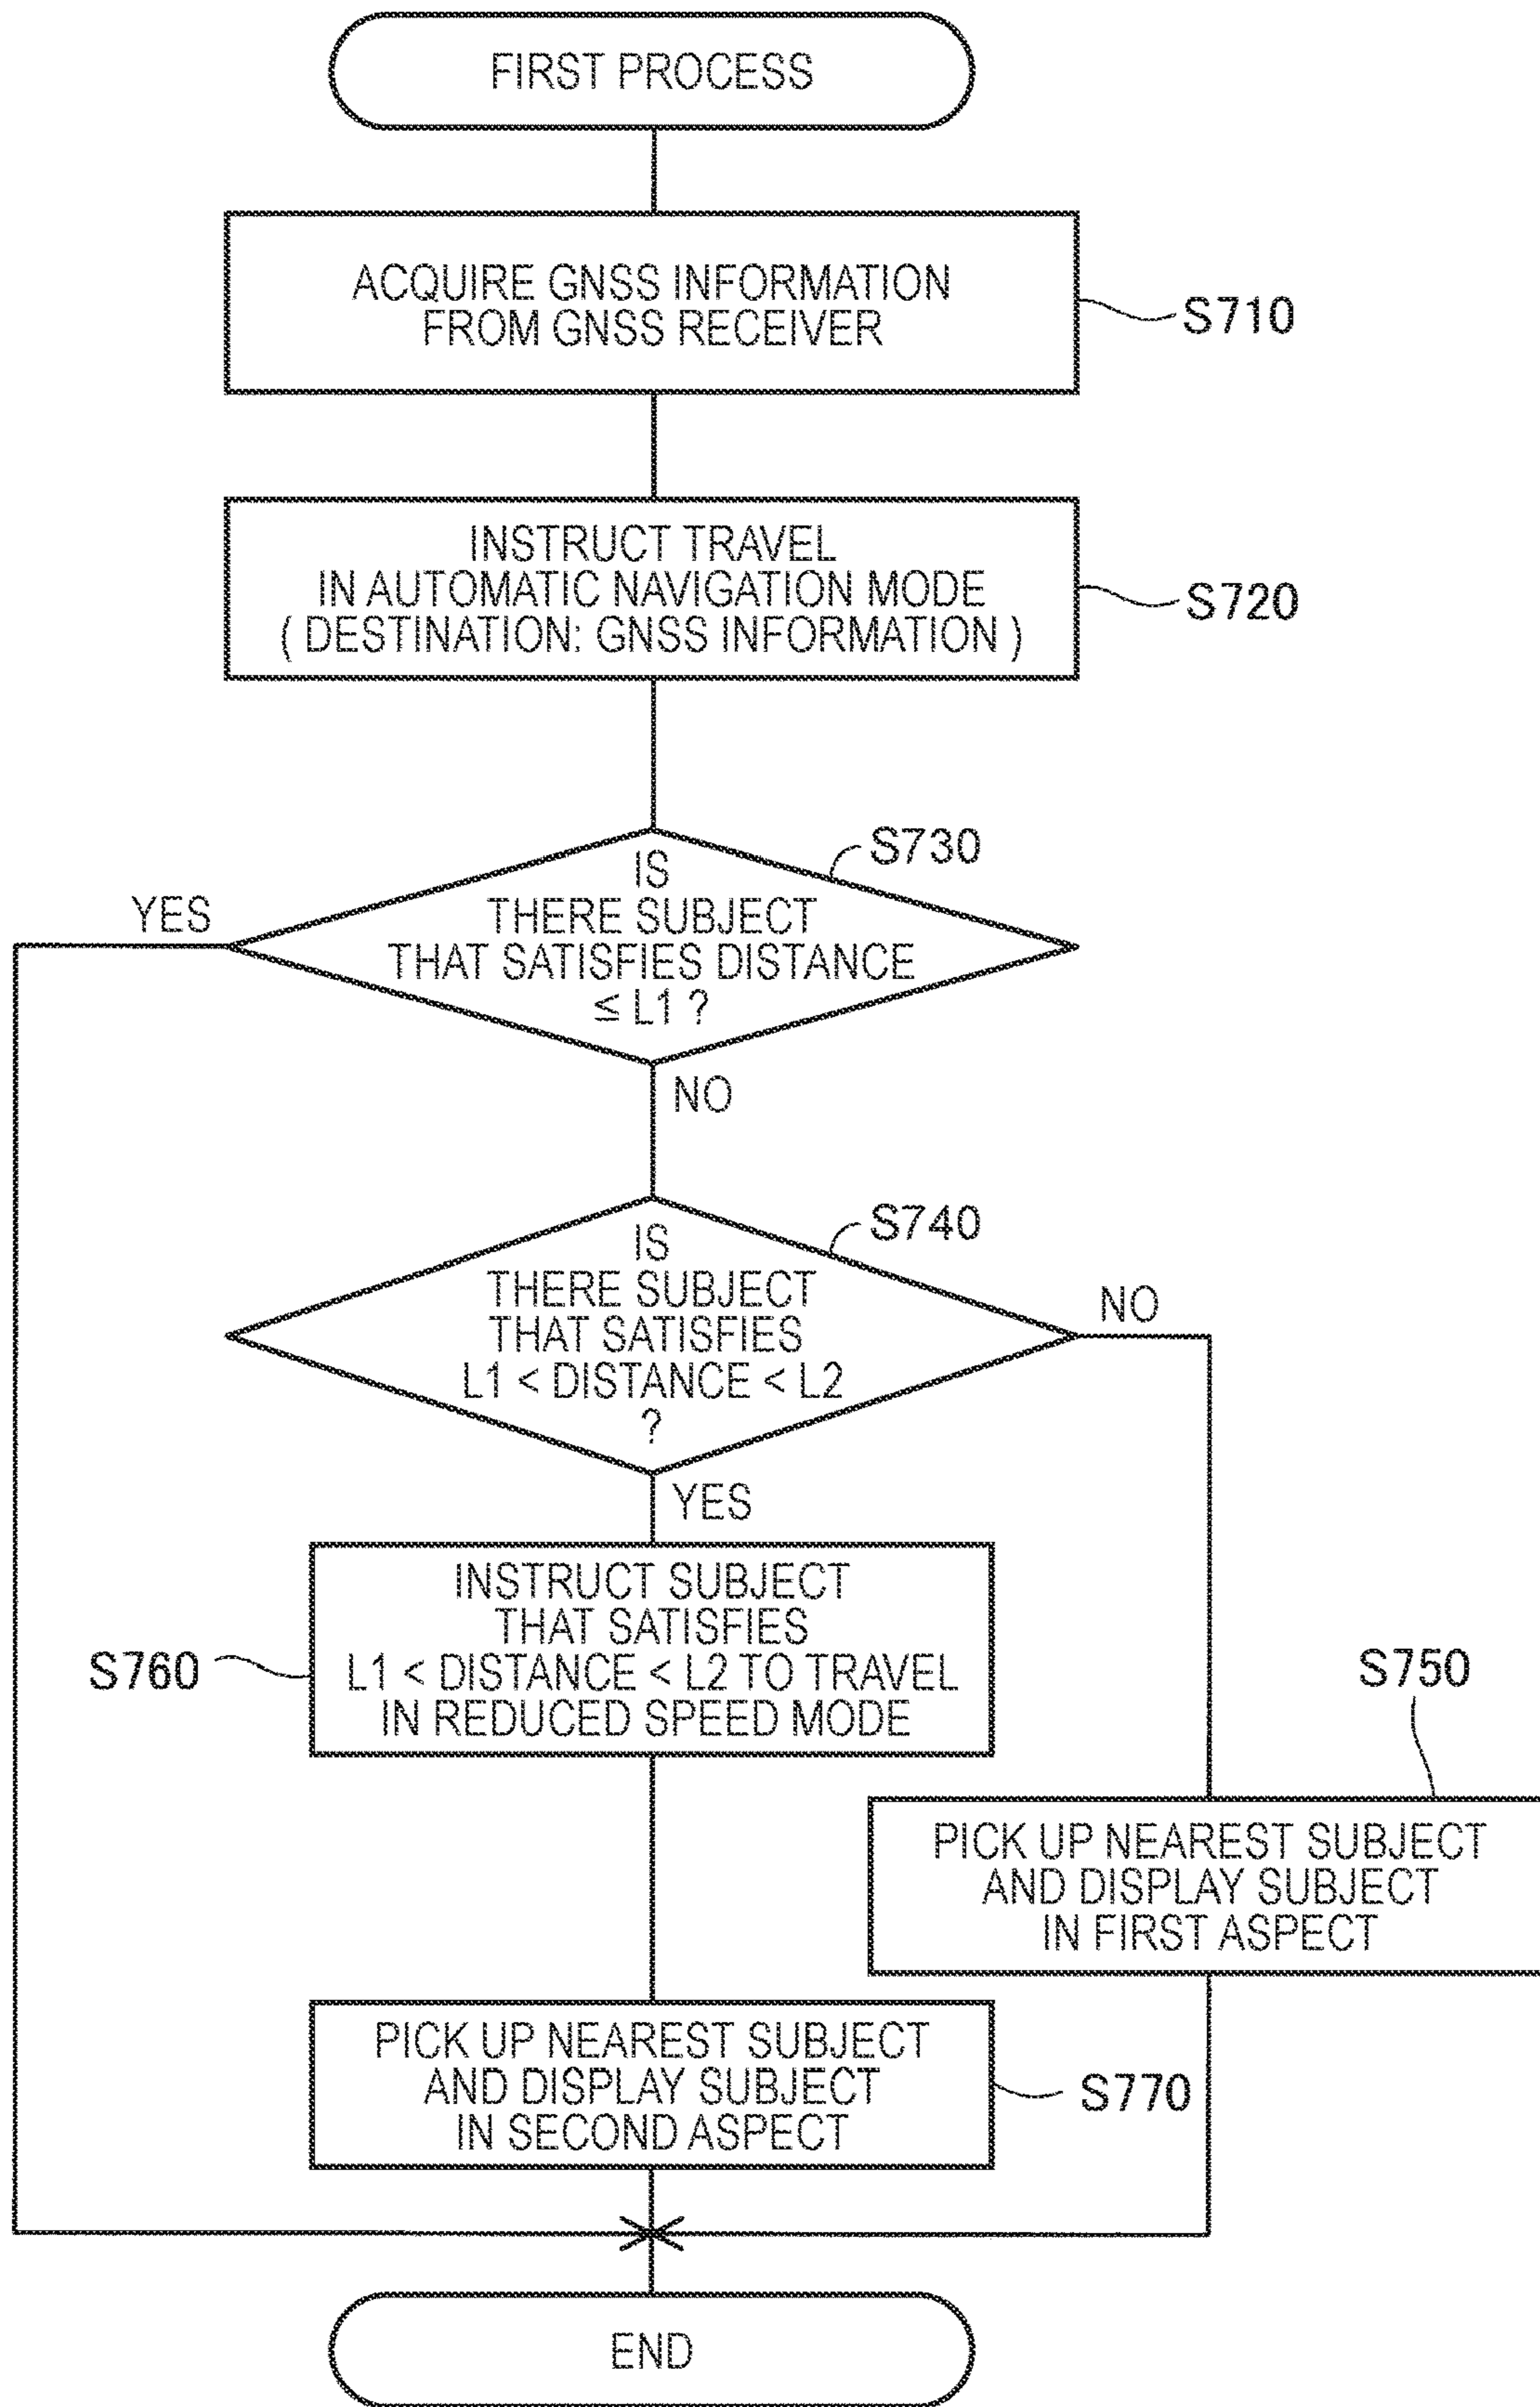 FIRST PROCESS
ACQUIRE GNSS INFORMATION
FROM GNSS RECEIVER
S710
INSTRUCT TRAVEL
IN AUTOMATIC NAVIGATION MODE
( DESTINATION: GNSS INFORMATION )
S720
S730
IS
THERE SUBJECT
THAT SATISFIES DISTANCE
≤ L1 ?
YES
NO
S740
IS
THERE SUBJECT
THAT SATISFIES
L1 < DISTANCE < L2
?
NO
YES
INSTRUCT SUBJECT
THAT SATISFIES
L1 < DISTANCE < L2 TO TRAVEL
IN REDUCED SPEED MODE
S760
S750
PICK UP NEAREST SUBJECT
AND DISPLAY SUBJECT
IN FIRST ASPECT
PICK UP NEAREST SUBJECT
AND DISPLAY SUBJECT
IN SECOND ASPECT
S770
END